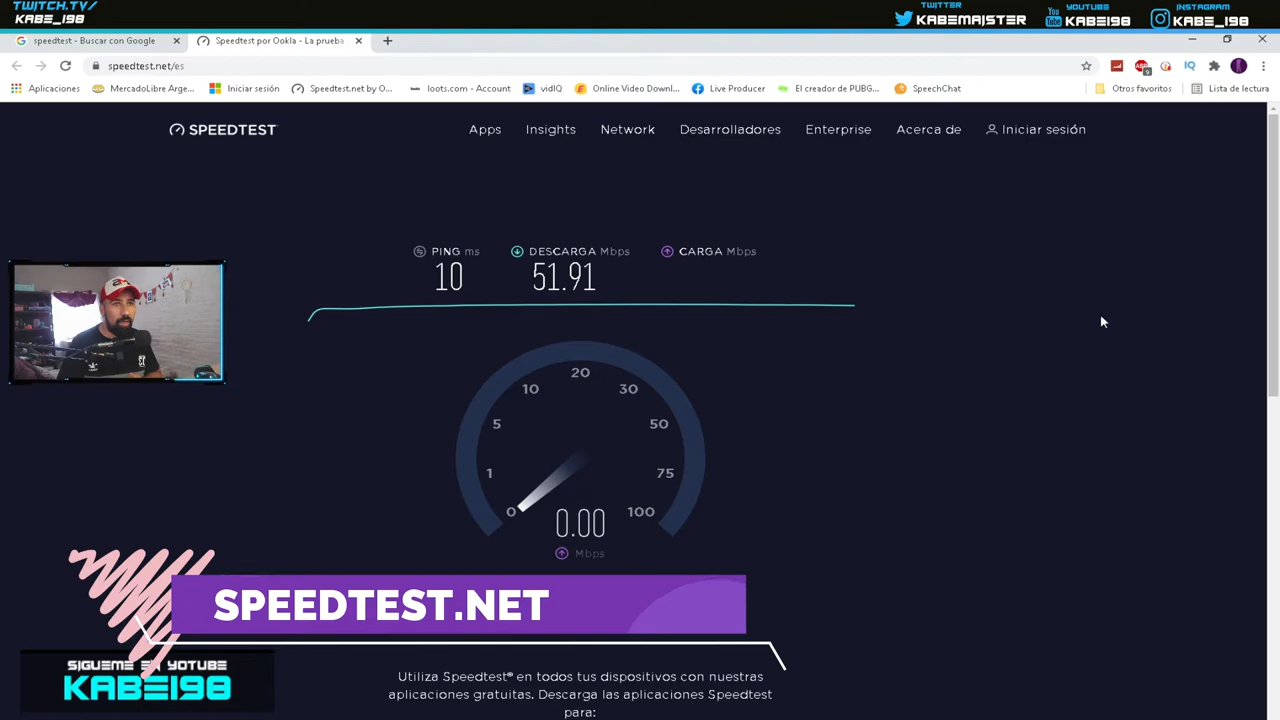 TWITCH.TV/
KABE_198
TWITTER
KABEMAJSTER
YOUTUBE
KABE198
INSTAGRAM
KABE_198
speedtest - Buscar con Google
Speedtest por Ookla - La prueba
speedtest.net/es
Aplicaciones
MercadoLibre Arge...
Iniciar sesión
Speedtest.net by O...
loots.com - Account
vidIQ
Online Video Downl...
Live Producer
El creador de PUBG...
SpeechChat
Otros favoritos
Lista de lectura
SPEEDTEST
Apps
Insights
Network
Desarrolladores
Enterprise
Acerca de
Iniciar sesión
PING ms
DESCARGA Mbps
CARGA Mbps
10
51.91
20
10
30
5
50
1
75
0
100
0.00
Mbps
SPEEDTEST.NET
SIGUEME EN YOTUBE
KABE198
Utiliza Speedtest® en todos tus dispositivos con nuestras
aplicaciones gratuitas. Descarga las aplicaciones Speedtest
para: